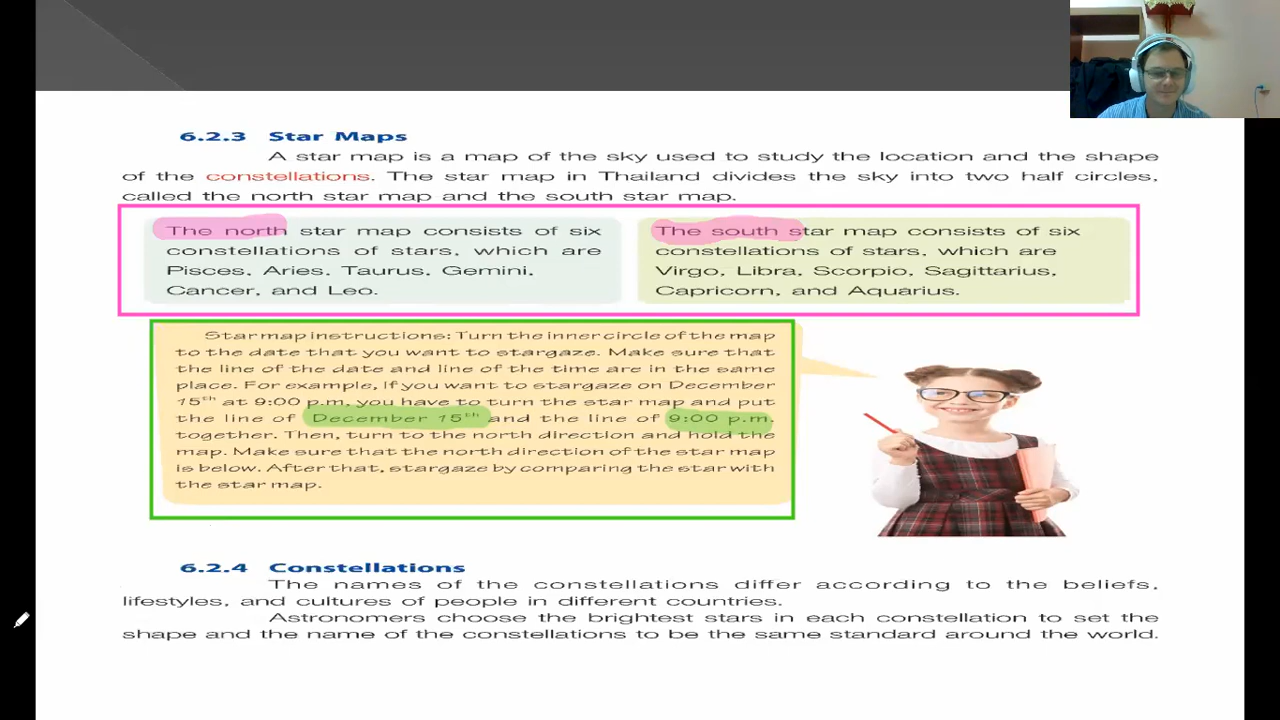 6.2.3 Star Maps
A star map is a map of the sky used to study the location and the shape
of the constellations. The star map in Thailand divides the sky into two half circles,
called the north star map and the south star map.
The north star map consists of six
constellations of stars, which are
Pisces, Aries, Taurus, Gemini,
Cancer, and Leo.
The south star map consists of six
constellations of stars, which are
Virgo, Libra, Scorpio, Sagittarius,
Capricorn, and Aquarius.
Star map instructions: Turn the inner circle of the map
to the date that you want to stargaze. Make sure that
the line of the date and line of the time are in the same
place. For example, if you want to stargaze on December
15th at 9:00 p.m, you have to turn the star map and put
the line of December 15th and the line of 9:00 p.m.
together. Then, turn to the north direction and hold the
map. Make sure that the north direction of the star map
is below. After that, stargaze by comparing the star with
the star map.
6.2.4 Constellations
The names of the constellations differ according to the beliefs,
lifestyles, and cultures of people in different countries.
Astronomers choose the brightest stars in each constellation to set the
shape and the name of the constellations to be the same standard around the world.